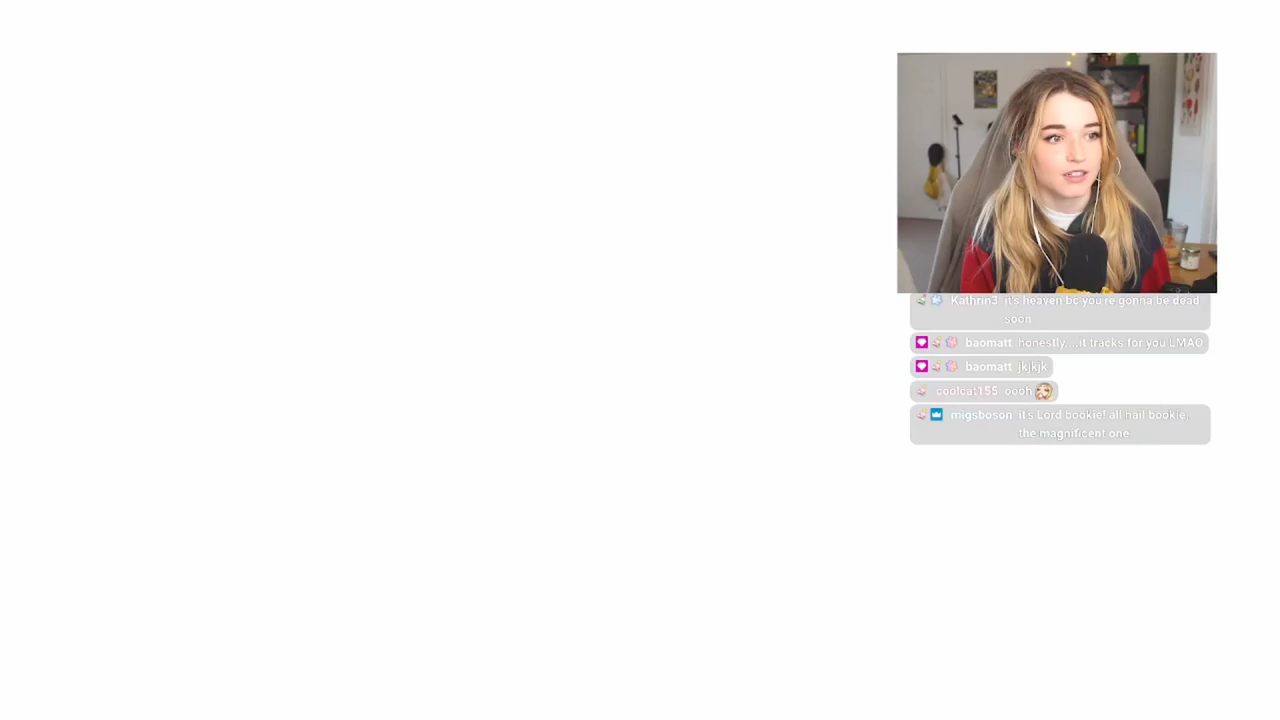 Kathrin3 it's heaven bc you're gonna be dead
soon
baomatt honestly....it tracks for you LMAO
baomatt jkjkjk
coolcat155 oooh
migsboson it's Lord bookie! all hail bookie,
the magnificent one